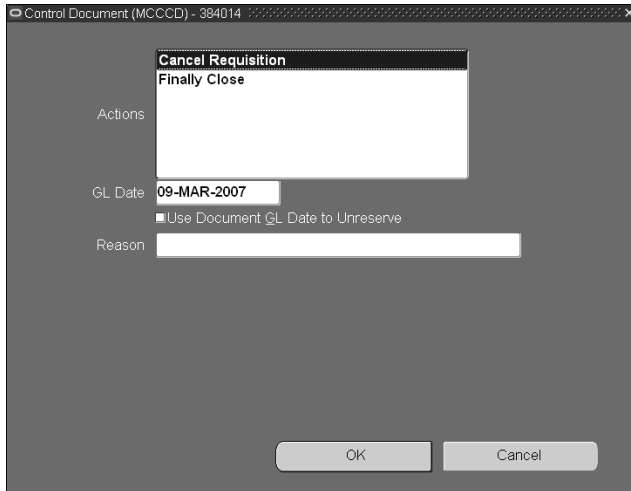 Control Document (MCCCD) - 384014
Cancel Requisition
Finally Close
Actions
GL Date 09-MAR-2007
Use Document GL Date to Unreserve
Reason
OK Cancel